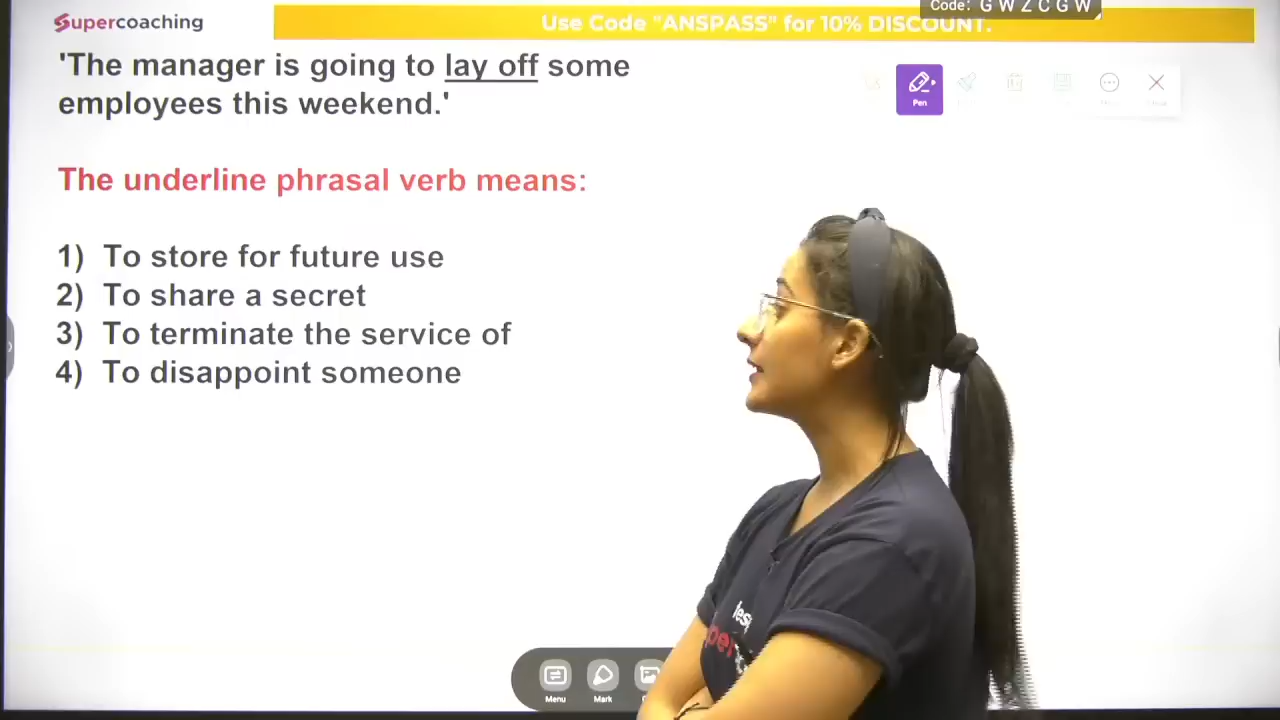 Code: G W Z C G W
Supercoaching
Use Code "ANSPASS" for 10% DISCOUNT.
'The manager is going to lay off some
employees this weekend.'
Pen
The underline phrasal verb means:
1) To store for future use
2) To share a secret
3) To terminate the service of
4) To disappoint someone
Menu
Mark